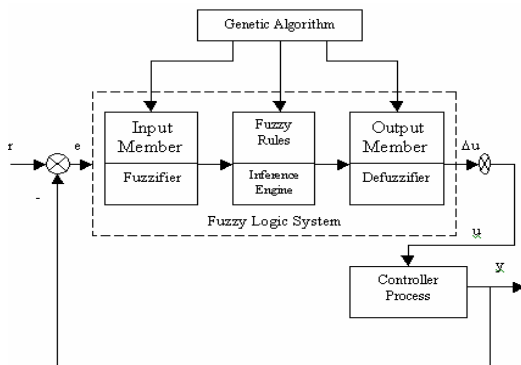 Genetic Algorithm
Input
Member
Fuzzifier
Fuzzy
Rules
Inference
Engine
Output
Member
Defuzzifier
Fuzzy Logic System
r
e
-
Δu
u
Controller
Process
y